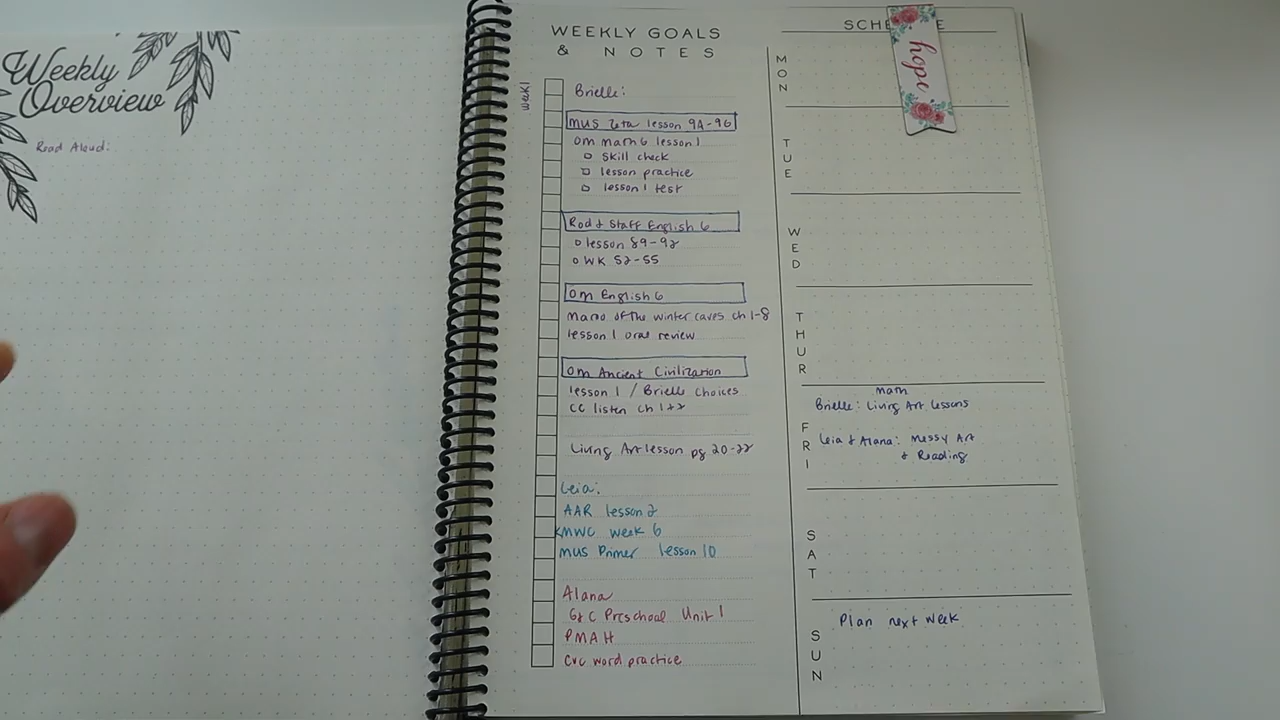 Weekly
Overview
Read Aloud:
WEEKLY GOALS
& NOTES
week 1
Brielle:
MUS Zeta lesson 9A-9G
OM math 6 lesson 1
skill check
lesson practice
lesson 1 test
Rod & Staff English 6
lesson 89-92
WK 52-55
OM English 6
Maroo of the winter caves ch 1-8
lesson 1 oral review
OM Ancient Civilization
lesson 1 / Brielle choices
CC listen ch 1+2
Living Art lesson pg 20-22
Leia:
AAR lesson 2
KMWC week 6
MUS Primer lesson 10
Alana
G&C Preschool Unit 1
PMAH
CVC word practice
SCHE E
hope
MON
TUE
WED
THUR
FRI
math
Brielle: Living Art Lessons
Leia & Alana: Messy Art
& Reading
SAT
SUN
Plan next week